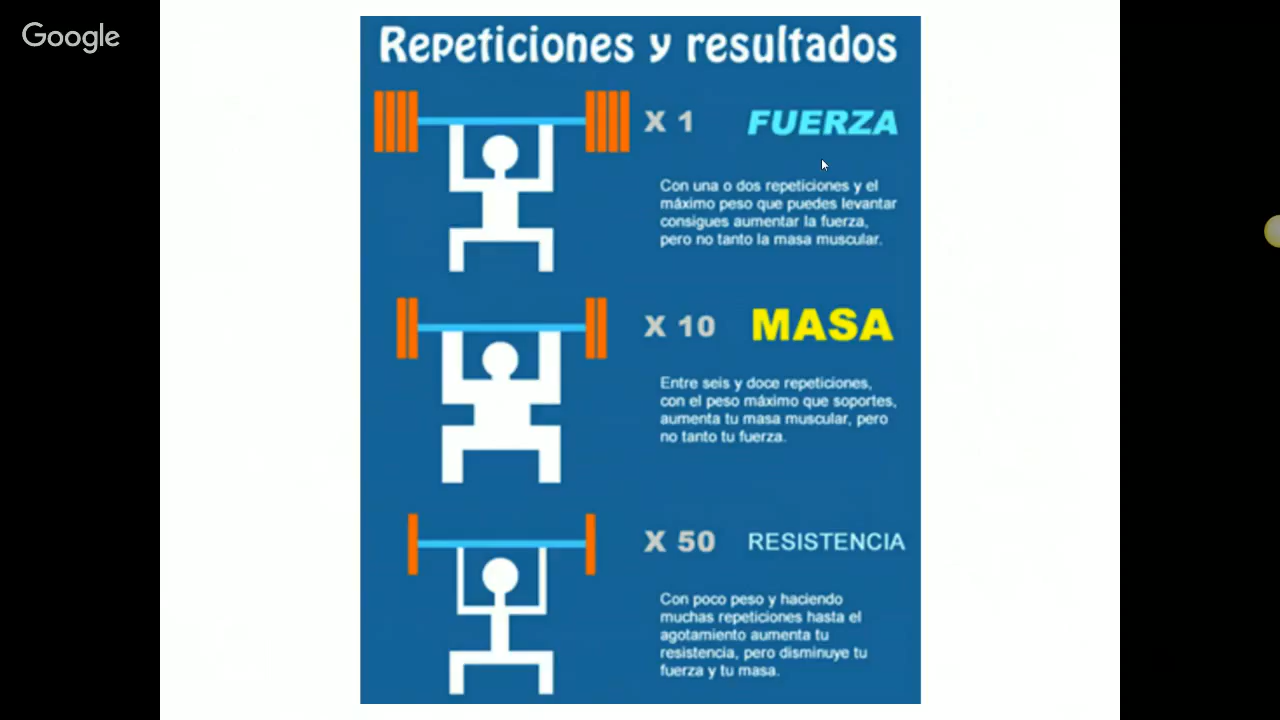 Google
Repeticiones y resultados
X 1 FUERZA
Con una o dos repeticiones y el
máximo peso que puedes levantar
consigues aumentar la fuerza,
pero no tanto la masa muscular.
X 10 MASA
Entre seis y doce repeticiones,
con el peso máximo que soportes,
aumenta tu masa muscular, pero
no tanto tu fuerza.
X 50 RESISTENCIA
Con poco peso y haciendo
muchas repeticiones hasta el
agotamiento aumenta tu
resistencia, pero disminuye tu
fuerza y tu masa.